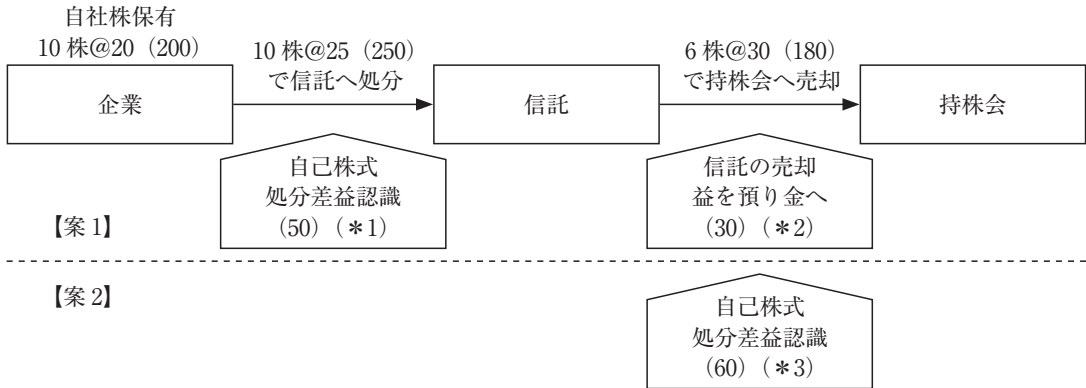 自社株保有
10 株@20（200）
10 株@25（250）
で信託へ処分
6 株@30（180）
で持株会へ売却
企業
信託
持株会
自己株式
処分差益認識
（50）（＊1）
信託の売却
益を預り金へ
（30）（＊2）
【案 1】
【案 2】
自己株式
処分差益認識
（60）（＊3）